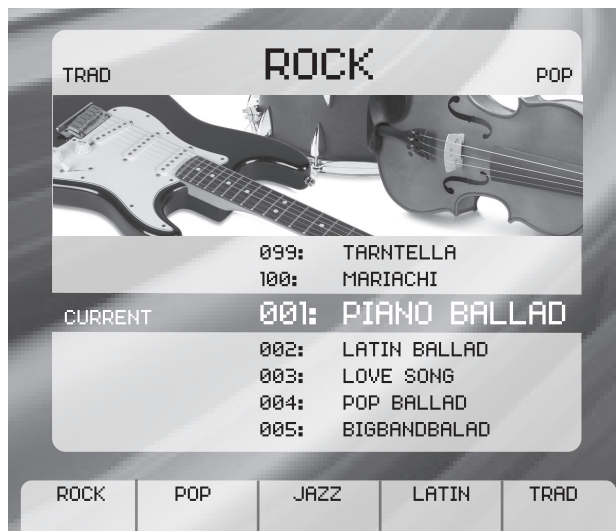 TRAD ROCK POP
099: TARNTELLA
100: MARIACHI
CURRENT 001: PIANO BALLAD
002: LATIN BALLAD
003: LOVE SONG
004: POP BALLAD
005: BIGBANDBALAD
ROCK POP JAZZ LATIN TRAD